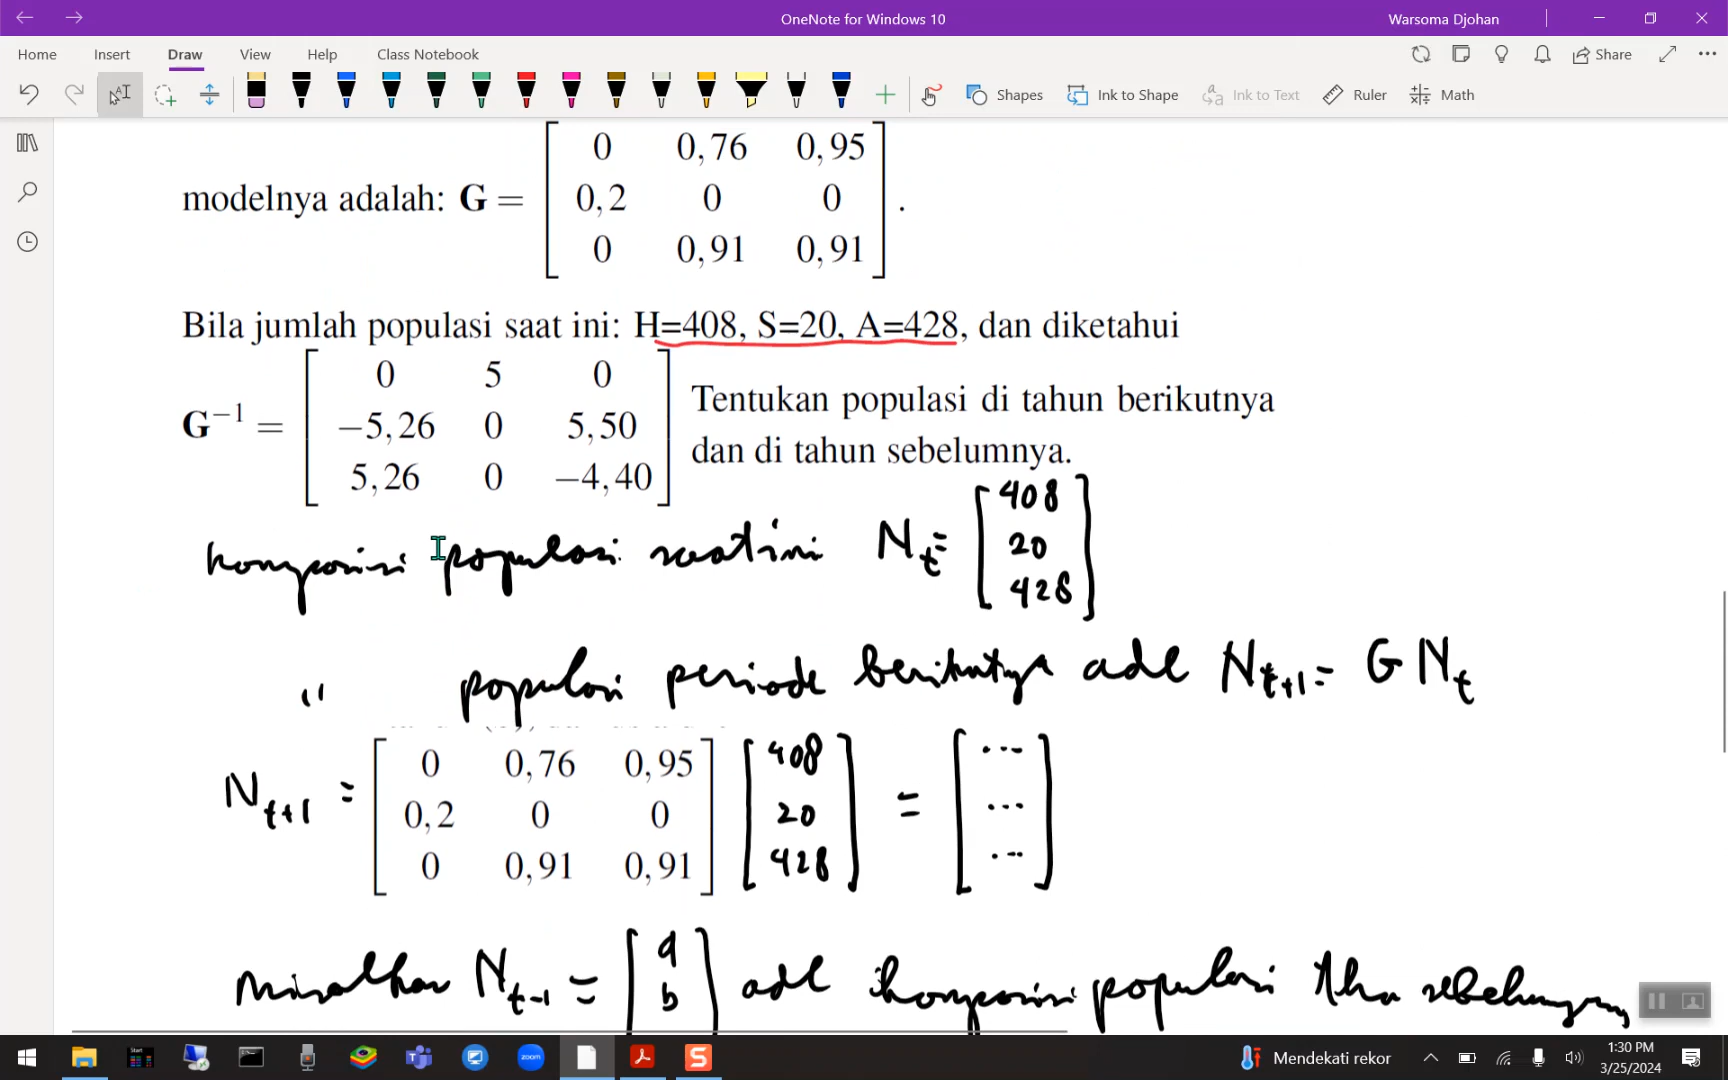 OneNote for Windows 10
Warsoma Djohan
Home Insert Draw View Help Class Notebook
Share
Shapes Ink to Shape Ink to Text Ruler Math
modelnya adalah: G = [ 0 0,76 0,95
0,2 0 0
0 0,91 0,91 ] .
Bila jumlah populasi saat ini: H=408, S=20, A=428, dan diketahui
G⁻¹ = [ 0 5 0
−5,26 0 5,50
5,26 0 −4,40 ]
Tentukan populasi di tahun berikutnya
dan di tahun sebelumnya.
komposisi populasi saat ini N_t = [ 408
20
428 ]
" populasi periode berikutnya adl N_{t+1} = G N_t
N_{t+1} = [ 0 0,76 0,95
0,2 0 0
0 0,91 0,91 ] [ 408
20
428 ] = [ ...
...
... ]
misalkan N_{t-1} = [ a
b
adl komposisi populasi thn sebelumnya
Start
zoom
Mendekati rekor
1:30 PM
3/25/2024